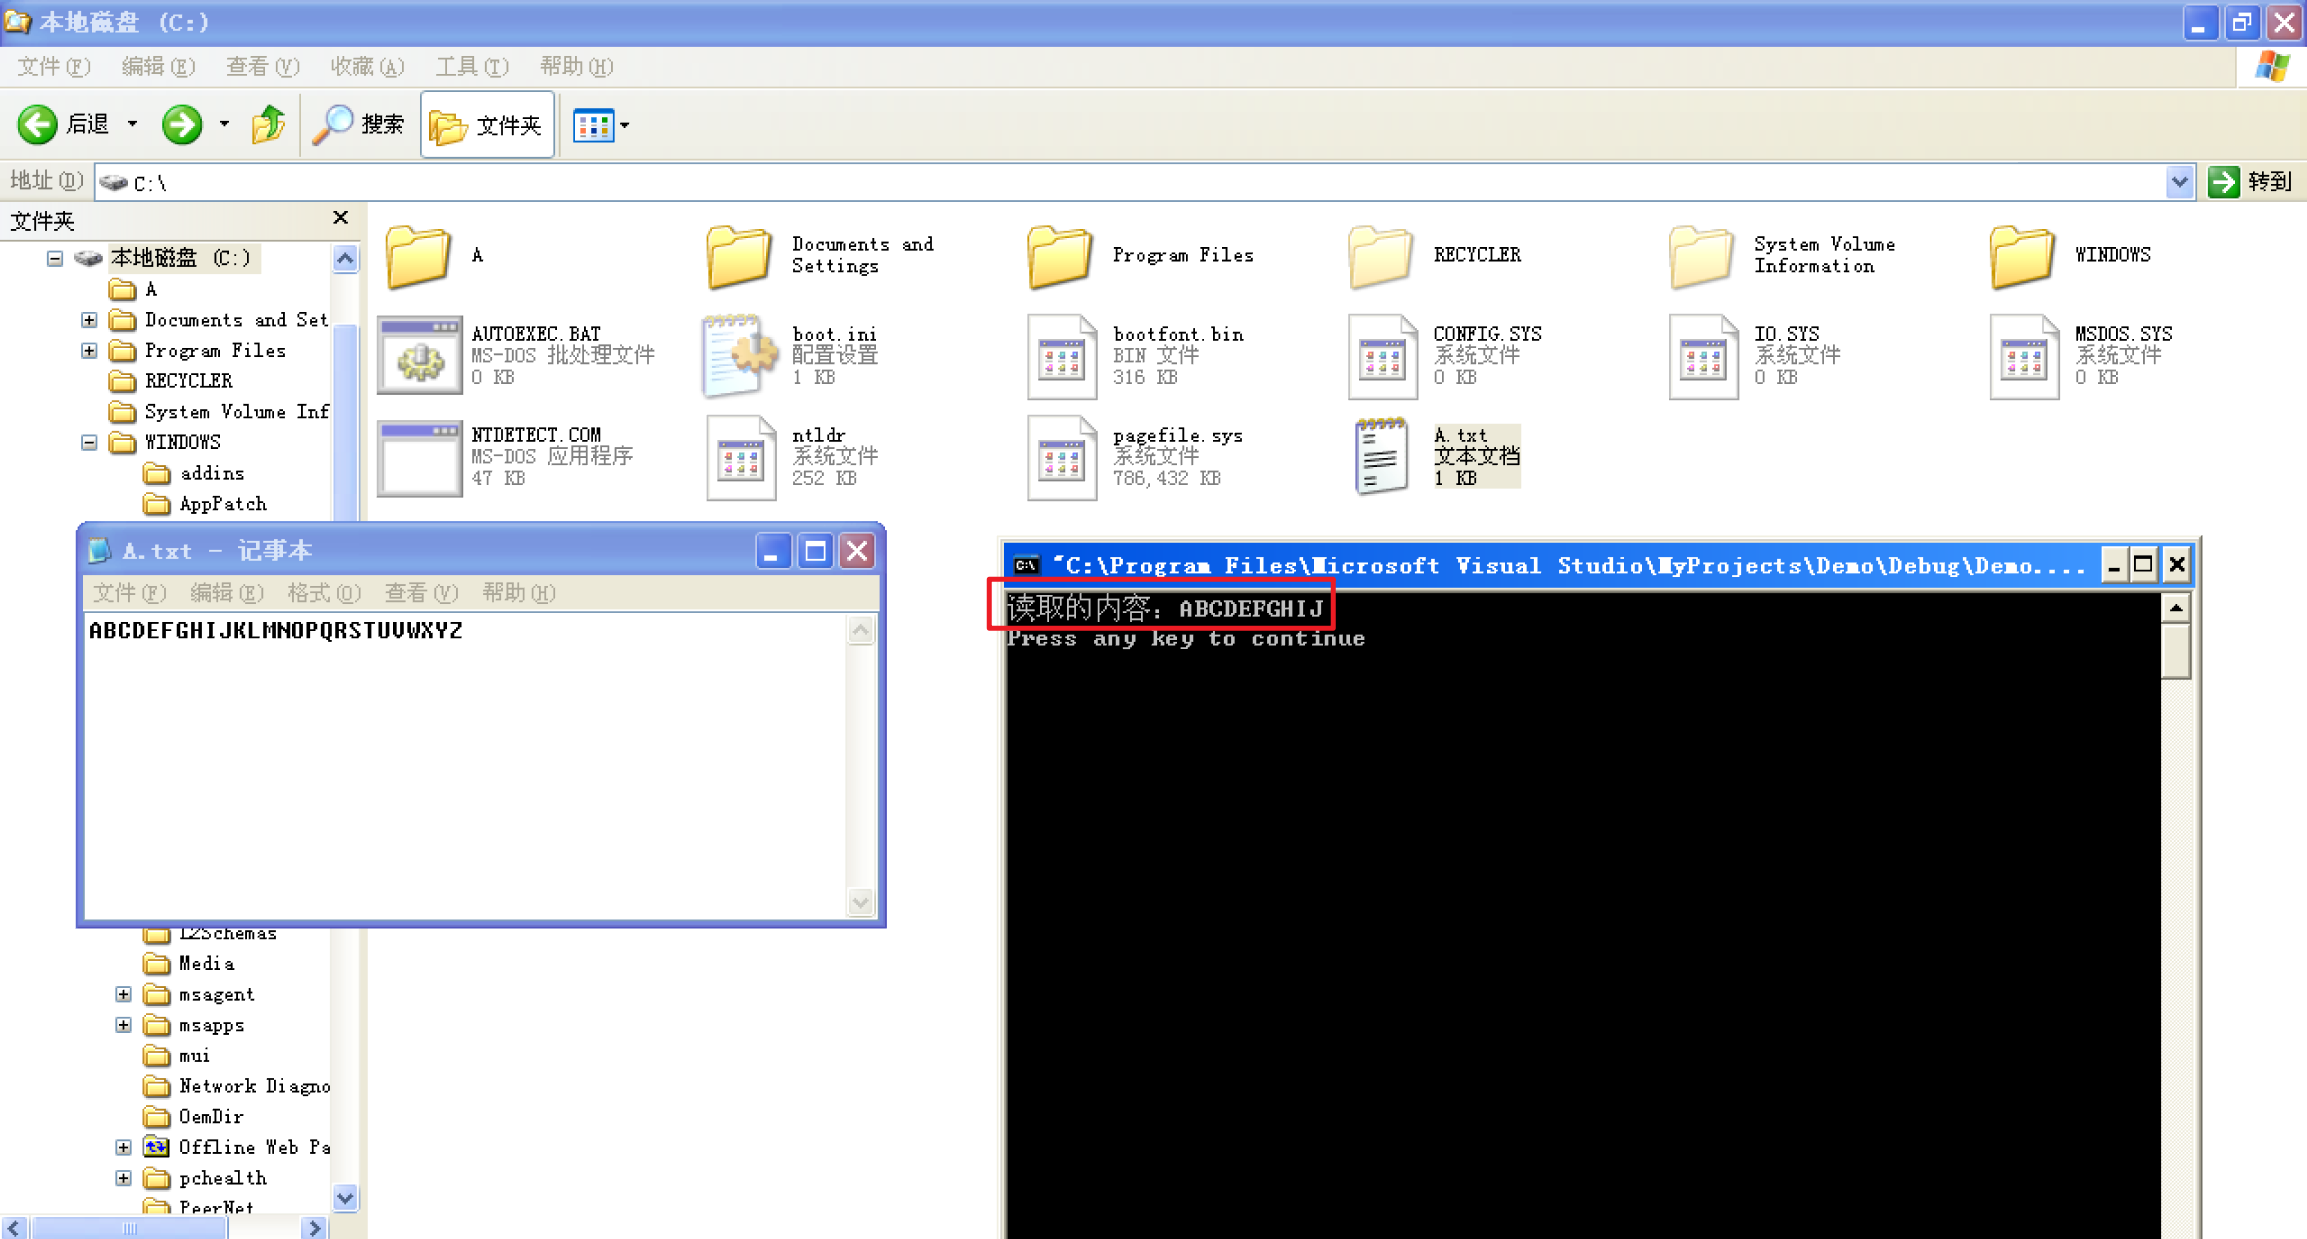 本地磁盘 (C:)
文件(F) 编辑(E) 查看(V) 收藏(A) 工具(T) 帮助(H)
后退 搜索 文件夹
地址(D) C:\ 转到
文件夹
本地磁盘 (C:)
A
Documents and Set
Program Files
RECYCLER
System Volume Inf
WINDOWS
addins
AppPatch
L2Schemas
Media
msagent
msapps
mui
Network Diagno
OemDir
Offline Web Pa
pchealth
PeerNet
A
Documents and
Settings
Program Files
RECYCLER
System Volume
Information
WINDOWS
AUTOEXEC.BAT
MS-DOS 批处理文件
0 KB
boot.ini
配置设置
1 KB
bootfont.bin
BIN 文件
316 KB
CONFIG.SYS
系统文件
0 KB
IO.SYS
系统文件
0 KB
MSDOS.SYS
系统文件
0 KB
NTDETECT.COM
MS-DOS 应用程序
47 KB
ntldr
系统文件
252 KB
pagefile.sys
系统文件
786,432 KB
A.txt
文本文档
1 KB
A.txt - 记事本
文件(F) 编辑(E) 格式(O) 查看(V) 帮助(H)
ABCDEFGHIJKLMNOPQRSTUVWXYZ
C:\ "C:\Program Files\Microsoft Visual Studio\MyProjects\Demo\Debug\Demo....
读取的内容：ABCDEFGHIJ
Press any key to continue